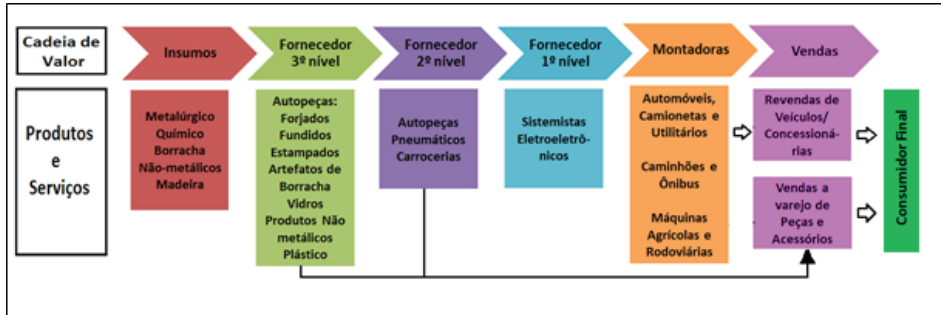 Cadeia de
Valor
Insumos
Fornecedor
3º nível
Fornecedor
2º nível
Fornecedor
1º nível
Montadoras
Vendas
Produtos
e
Serviços
Metalúrgico
Químico
Borracha
Não-metálicos
Madeira
Autopeças:
Forjados
Fundidos
Estampados
Artefatos de
Borracha
Vidros
Produtos Não
metálicos
Plástico
Autopeças
Pneumáticos
Carrocerias
Sistemistas
Eletroeletrô-
nicos
Automóveis,
Camionetas e
Utilitários
Caminhões e
Ônibus
Máquinas
Agrícolas e
Rodoviárias
Revendas de
Veículos/
Concessioná-
rias
Vendas a
varejo de
Peças e
Acessórios
Consumidor Final